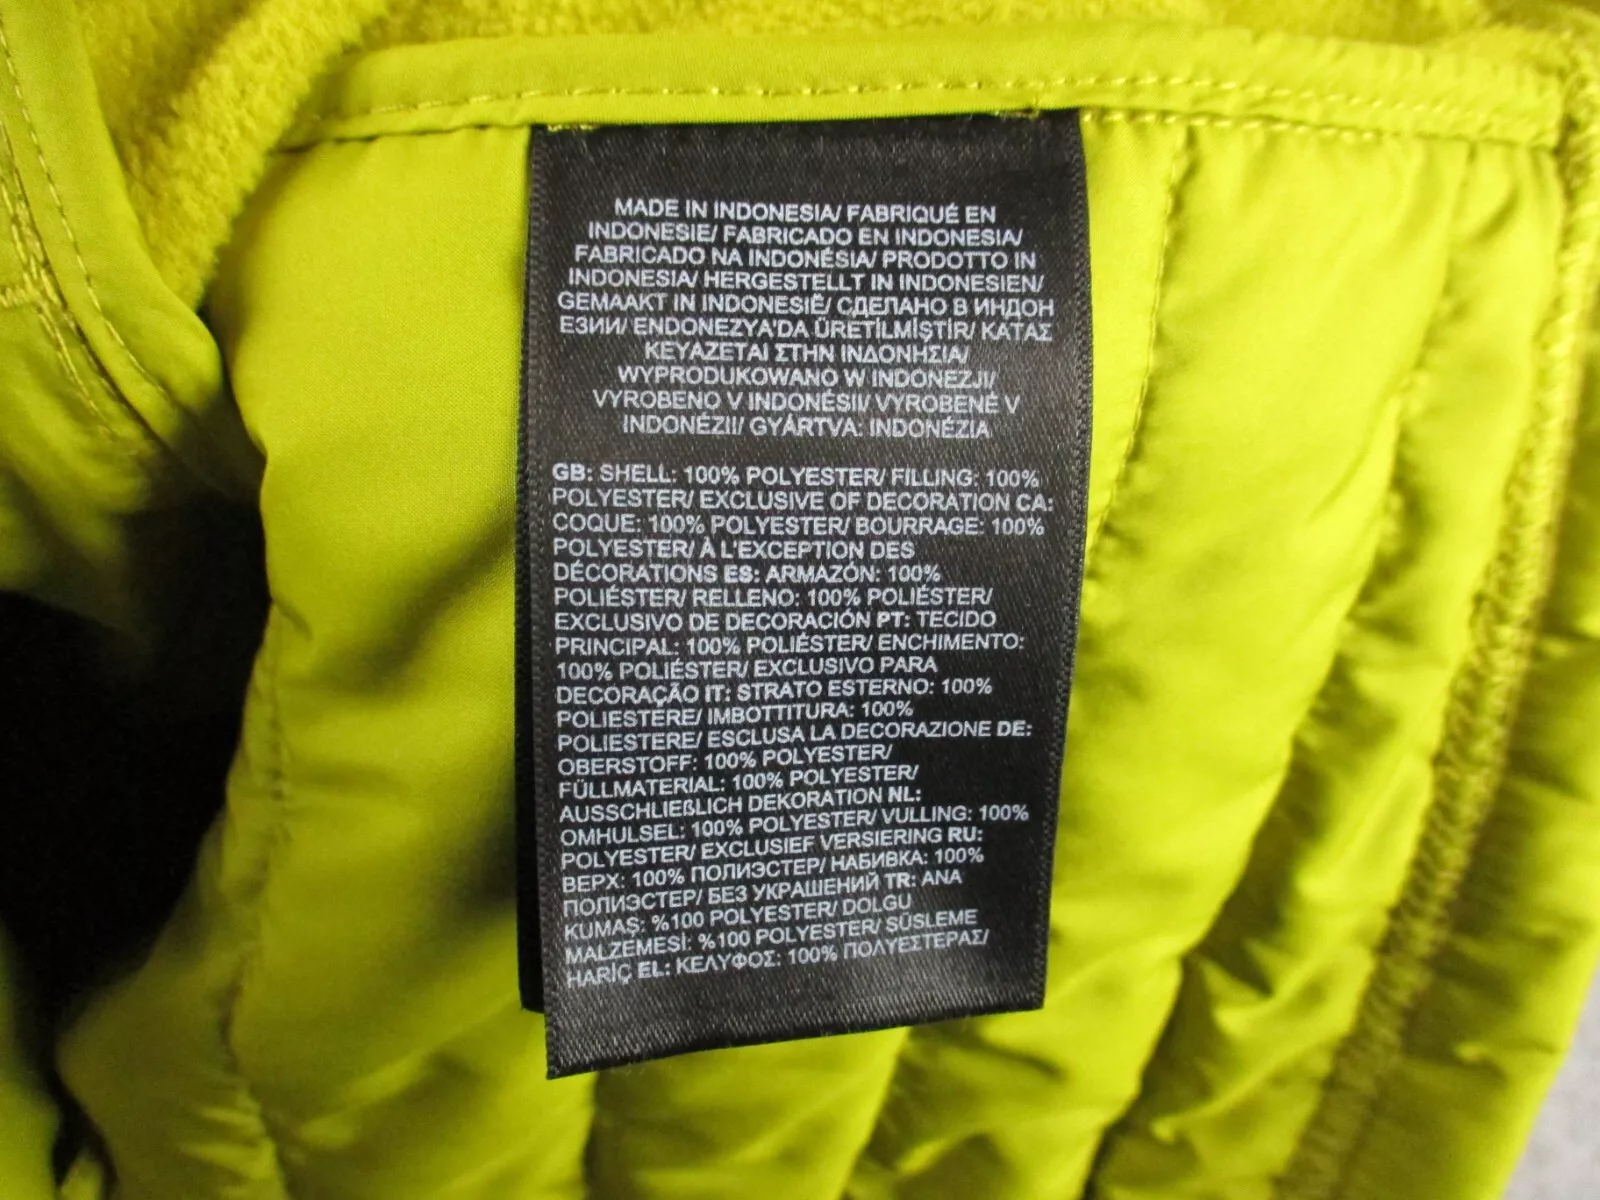 MADE IN INDONESIA/ FABRIQUÉ EN
INDONESIE/ FABRICADO EN INDONESIA/
FABRICADO NA INDONÉSIA/ PRODOTTO IN
INDONESIA/ HERGESTELLT IN INDONESIEN/
GEMAAKT IN INDONESIË/ СДЕЛАНО В ИНДОН
ЕЗИИ/ ENDONEZYA'DA ÜRETİLMİŞTİR/ ΚΑΤΑΣ
ΚΕΥΑΖΕΤΑΙ ΣΤΗΝ ΙΝΔΟΝΗΣΙΑ/
WYPRODUKOWANO W INDONEZJI/
VYROBENO V INDONÉSII/ VYROBENÉ V
INDONÉZII/ GYÁRTVA: INDONÉZIA
GB: SHELL: 100% POLYESTER/ FILLING: 100%
POLYESTER/ EXCLUSIVE OF DECORATION CA:
COQUE: 100% POLYESTER/ BOURRAGE: 100%
POLYESTER/ À L'EXCEPTION DES
DÉCORATIONS ES: ARMAZÓN: 100%
POLIÉSTER/ RELLENO: 100% POLIÉSTER/
EXCLUSIVO DE DECORACIÓN PT: TECIDO
PRINCIPAL: 100% POLIÉSTER/ ENCHIMENTO:
100% POLIÉSTER/ EXCLUSIVO PARA
DECORAÇÃO IT: STRATO ESTERNO: 100%
POLIESTERE/ IMBOTTITURA: 100%
POLIESTERE/ ESCLUSA LA DECORAZIONE DE:
OBERSTOFF: 100% POLYESTER/
FÜLLMATERIAL: 100% POLYESTER/
AUSSCHLIEßLICH DEKORATION NL:
OMHULSEL: 100% POLYESTER/ VULLING: 100%
POLYESTER/ EXCLUSIEF VERSIERING RU:
ВЕРХ: 100% ПОЛИЭСТЕР/ НАБИВКА: 100%
ПОЛИЭСТЕР/ БЕЗ УКРАШЕНИЙ TR: ANA
KUMAŞ: %100 POLYESTER/ DOLGU
MALZEMESİ: %100 POLYESTER/ SÜSLEME
HARİÇ EL: ΚΕΛΥΦΟΣ: 100% ΠΟΛΥΕΣΤΕΡΑΣ/